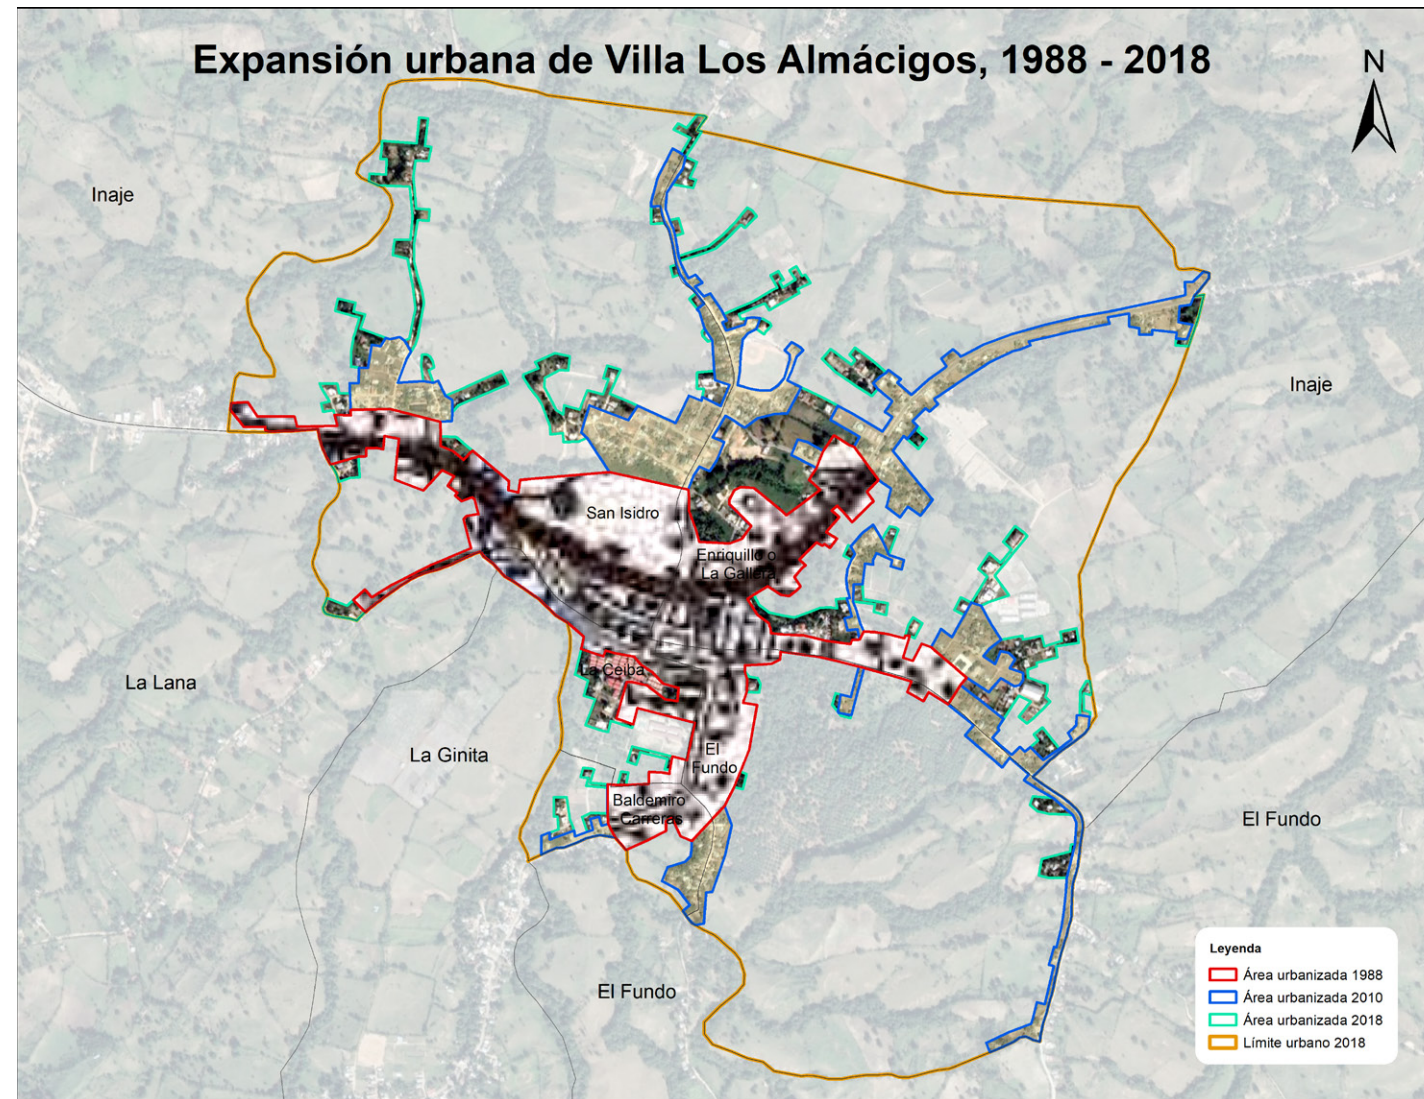 Expansión urbana de Villa Los Almácigos, 1988 - 2018
N
Inaje
Inaje
San Isidro
Enriquillo o
La Gallera
La Ceiba
La Lana
La Ginita
El
Fundo
Baldemiro
Carreras
El Fundo
El Fundo
Leyenda
Área urbanizada 1988
Área urbanizada 2010
Área urbanizada 2018
Límite urbano 2018